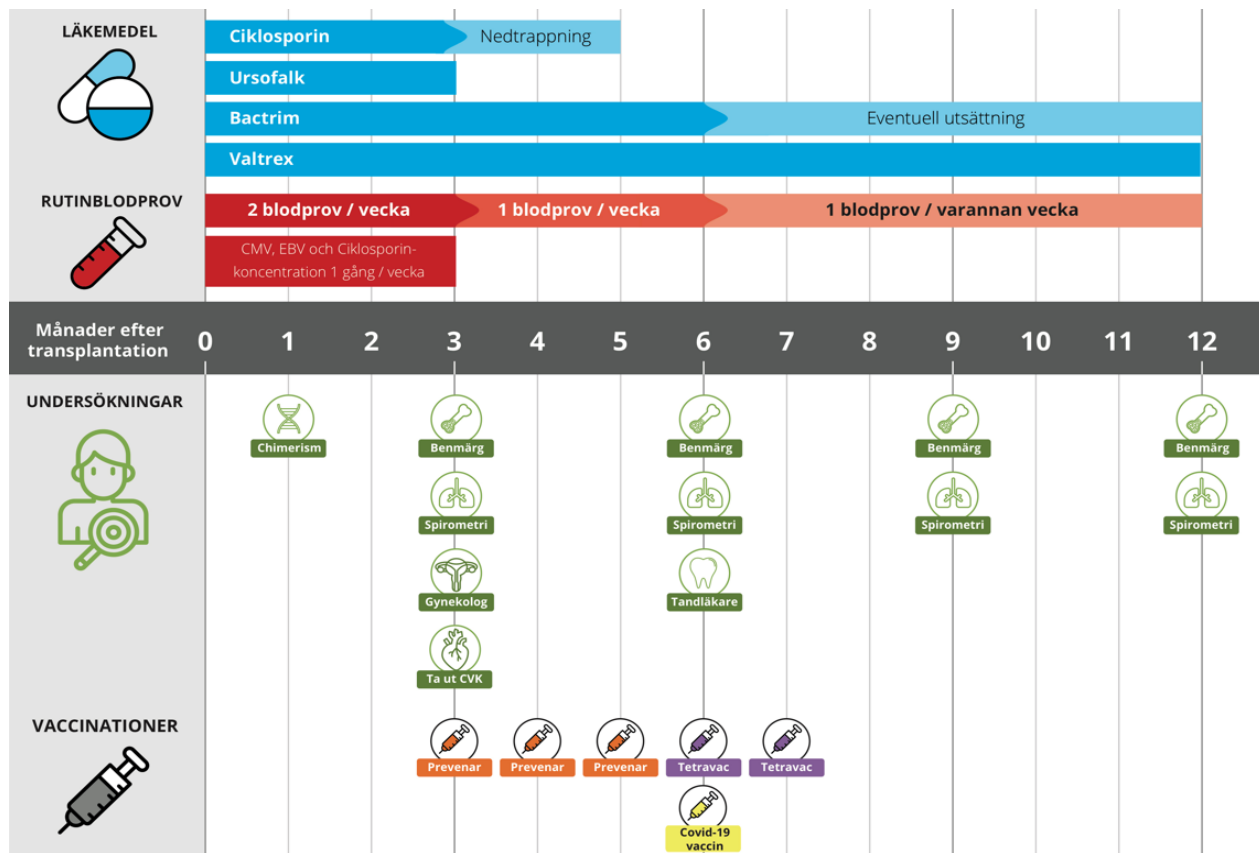 LÄKEMEDEL
Ciklosporin
Nedtrappning
Ursofalk
Bactrim
Eventuell utsättning
Valtrex
RUTINBLODPROV
2 blodprov / vecka
1 blodprov / vecka
1 blodprov / varannan vecka
CMV, EBV och Ciklosporin-
koncentration 1 gång / vecka
Månader efter
transplantation
0 1 2 3 4 5 6 7 8 9 10 11 12
UNDERSÖKNINGAR
Chimerism
Benmärg
Benmärg
Benmärg
Benmärg
Spirometri
Spirometri
Spirometri
Spirometri
Gynekolog
Tandläkare
Ta ut CVK
VACCINATIONER
Prevenar
Prevenar
Prevenar
Tetravac
Tetravac
Covid-19
vaccin